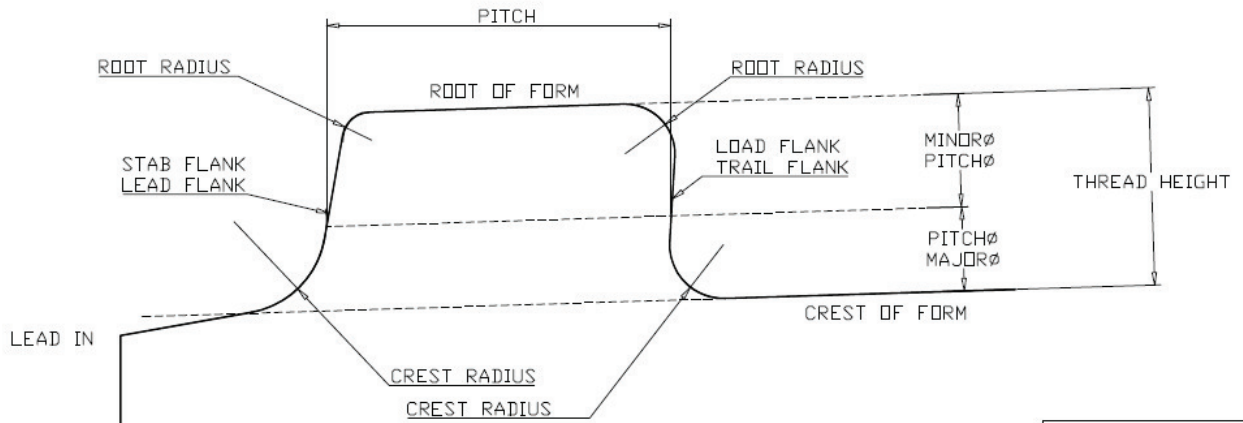 PITCH
ROOT RADIUS
ROOT RADIUS
ROOT OF FORM
STAB FLANK
LEAD FLANK
LOAD FLANK
TRAIL FLANK
MINORØ
PITCHØ
THREAD HEIGHT
PITCHØ
MAJORØ
CREST OF FORM
LEAD IN
CREST RADIUS
CREST RADIUS